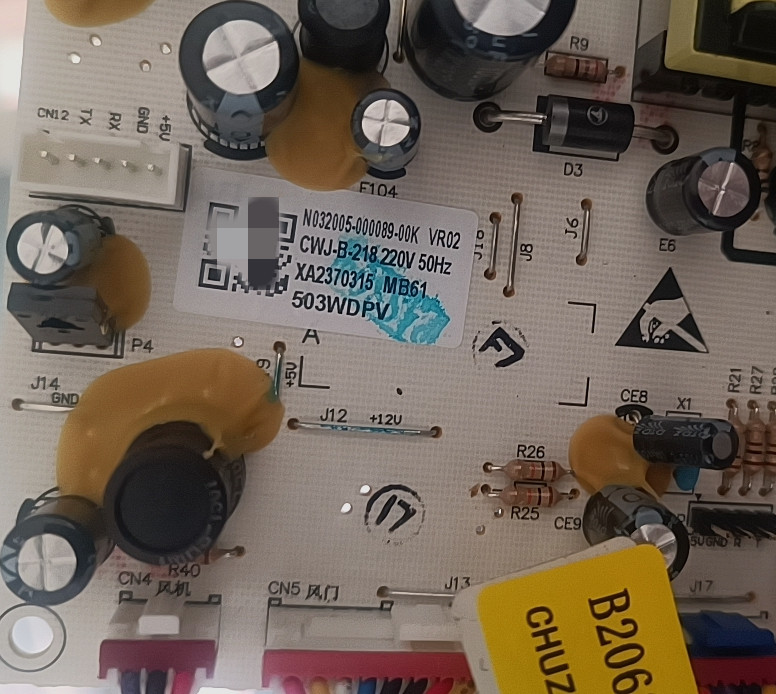 R9
CN12
TX
RX
GND
+5V
D3
E104
E6
N032005-000089-00K VR02
CWJ-B-218 220V 50Hz
XA2370315 MB61
503WDPV
J8
J6
A
P4
J14
GND
+5V
J12
+12V
CE8
X1
R21
R27
R26
R25
CE9
17
CN4 风机
R40
CN5 风门
J13
J17
B206
CHUZ